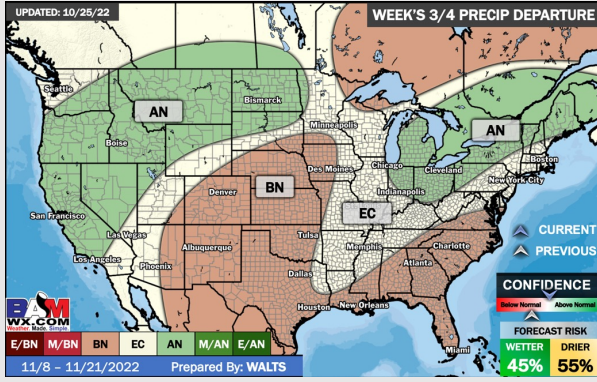 UPDATED: 10/25/22
WEEK'S 3/4 PRECIP DEPARTURE
Seattle
Bismarck
AN
Minneapolis
AN
Boise
Boston
Chicago
Cleveland
Des Moines
New York City
BN
Denver
Indianapolis
San Francisco
EC
CURRENT
Las Vegas
Tulsa
Memphis
Charlotte
PREVIOUS
Albuquerque
Los Angeles
Phoenix
Atlanta
Dallas
CONFIDENCE
Below Normal
Above Normal
Houston
New Orleans
BAM
WX.COM
Weather. Made. Simple.
FORECAST RISK
E/BN
M/BN
BN
EC
AN
M/AN
E/AN
Miami
WETTER
DRIER
45%
55%
11/8 – 11/21/2022
Prepared By: WALTS